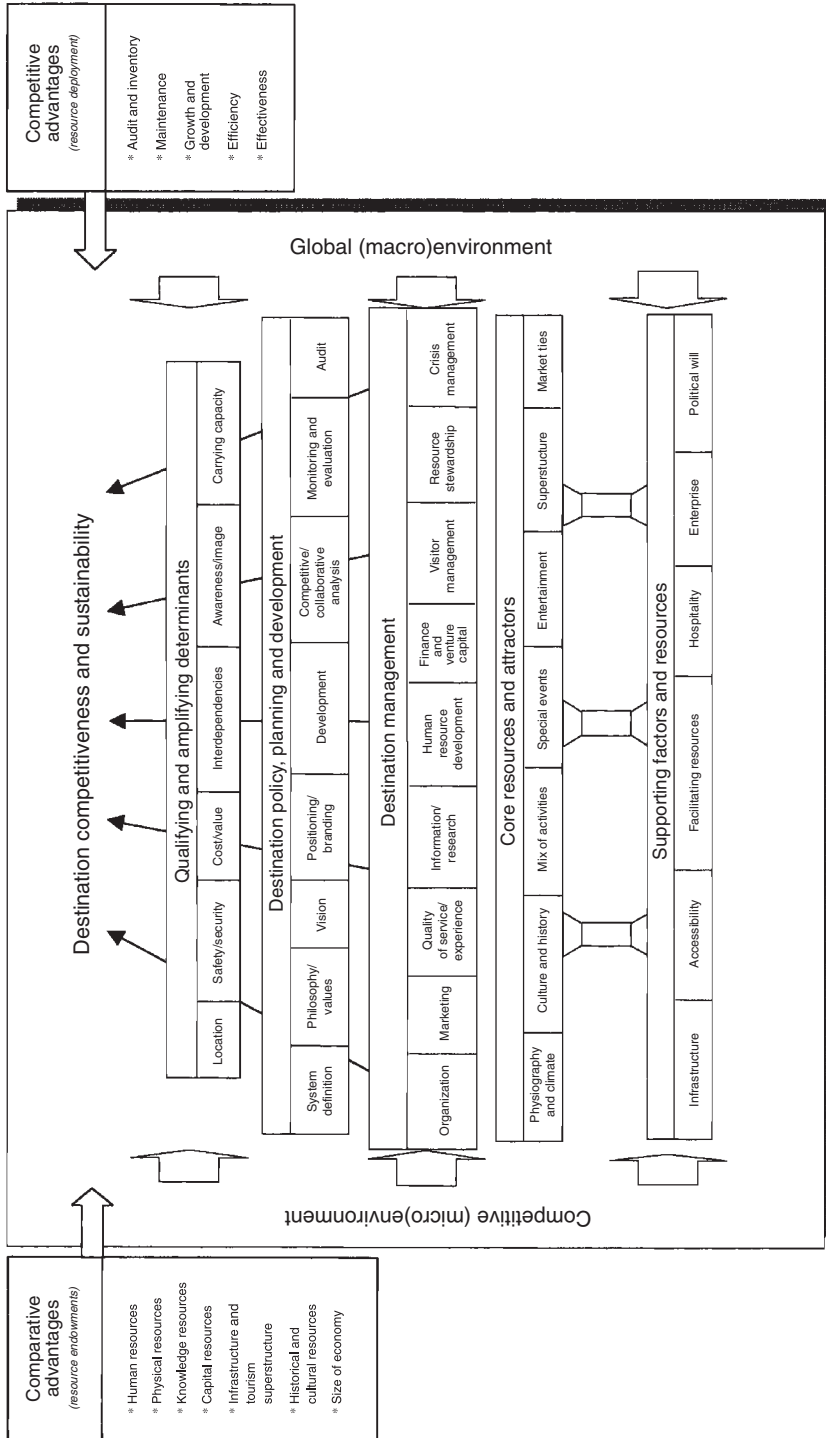 Comparative
advantages
(resource endowments)
* Human resources
* Physical resources
* Knowledge resources
* Capital resources
* Infrastructure and
tourism
superstructure
* Historical and
cultural resources
* Size of economy
Competitive (micro)environment
Destination competitiveness and sustainability
Qualifying and amplifying determinants
Location
Safety/security
Cost/value
Interdependencies
Awareness/image
Carrying capacity
Destination policy, planning and development
System
definition
Philosophy/
values
Vision
Positioning/
branding
Development
Competitive/
collaborative
analysis
Monitoring and
evaluation
Audit
Destination management
Organization
Marketing
Quality
of service/
experience
Information/
research
Human
resource
development
Finance
and
venture
capital
Visitor
management
Resource
stewardship
Crisis
management
Core resources and attractors
Physiography
and climate
Culture and history
Mix of activities
Special events
Entertainment
Superstucture
Market ties
Supporting factors and resources
Infrastructure
Accessibility
Facilitating resources
Hospitality
Enterprise
Political will
Global (macro)environment
Competitive
advantages
(resource deployment)
* Audit and inventory
* Maintenance
* Growth and
development
* Efficiency
* Effectiveness